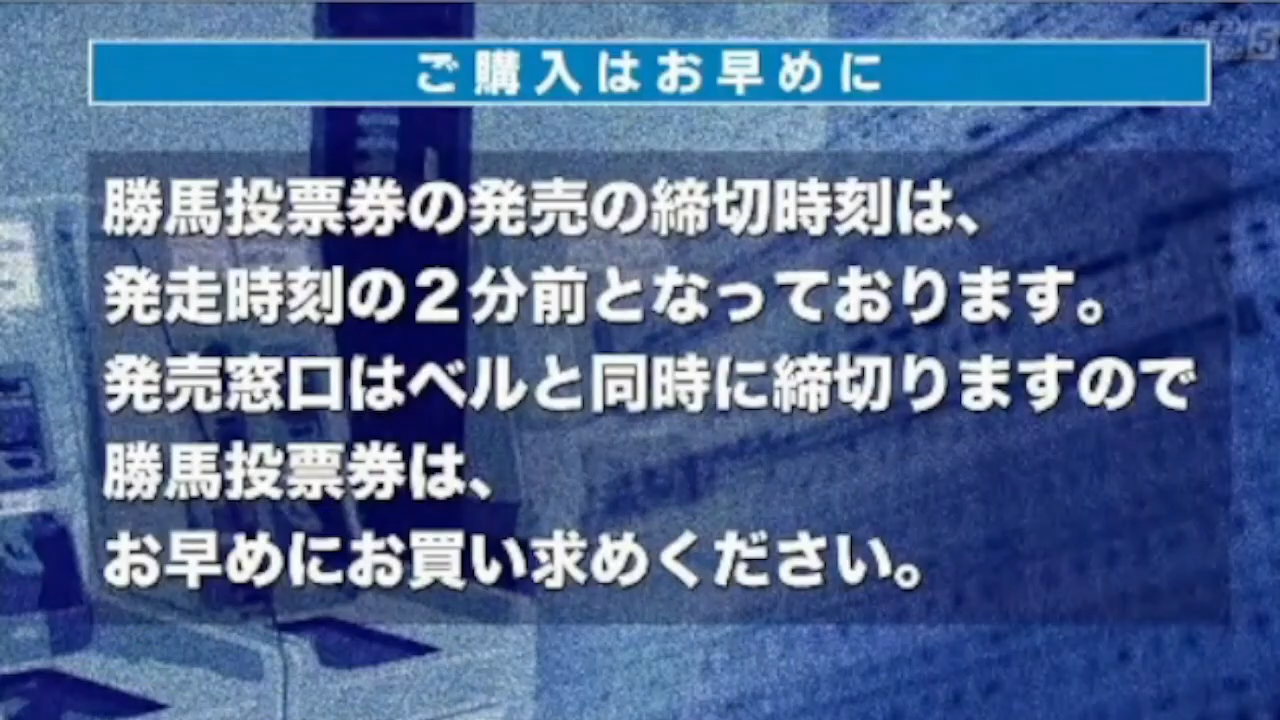 ご購入はお早めに
勝馬投票券の発売の締切時刻は、
発走時刻の２分前となっております。
発売窓口はベルと同時に締切りますので
勝馬投票券は、
お早めにお買い求めください。